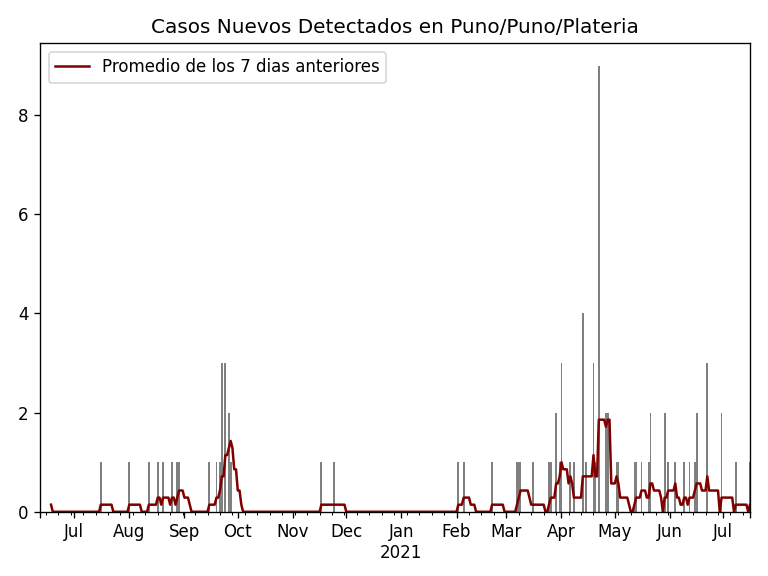 Casos Nuevos Detectados en Puno/Puno/Plateria
Promedio de los 7 dias anteriores
8
6
4
2
0
Jul Aug Sep Oct Nov Dec Jan Feb Mar Apr May Jun Jul
2021